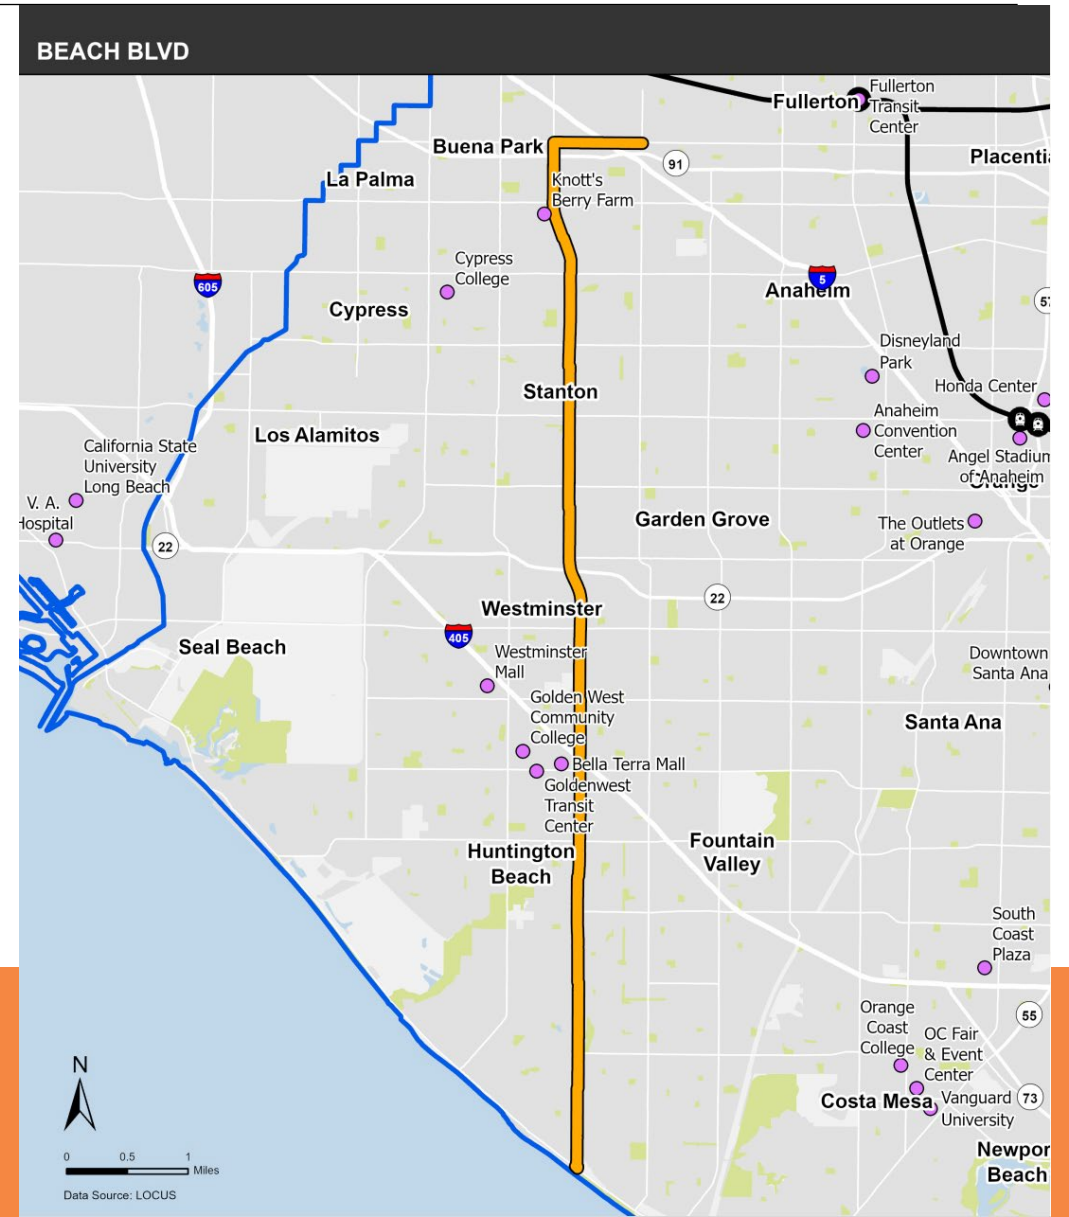 BEACH BLVD
Fullerton
Fullerton
Transit
Center
Buena Park
91
Placentia
La Palma
Knott's
Berry Farm
605
Cypress
College
5
Anaheim
57
Cypress
Disneyland
Park
Honda Center
Stanton
Anaheim
Convention
Center
Los Alamitos
California State
University
Long Beach
Angel Stadium
of Anaheim
Orange
V. A.
Hospital
Garden Grove
The Outlets
at Orange
22
22
Westminster
405
Seal Beach
Westminster
Mall
Downtown
Santa Ana
Golden West
Community
College
Santa Ana
Bella Terra Mall
Goldenwest
Transit
Center
Huntington
Beach
Fountain
Valley
South
Coast
Plaza
Orange
Coast
College
OC Fair
& Event
Center
55
Costa Mesa
Vanguard
University
73
Newpor
Beach
N
0 0.5 1
Miles
Data Source: LOCUS